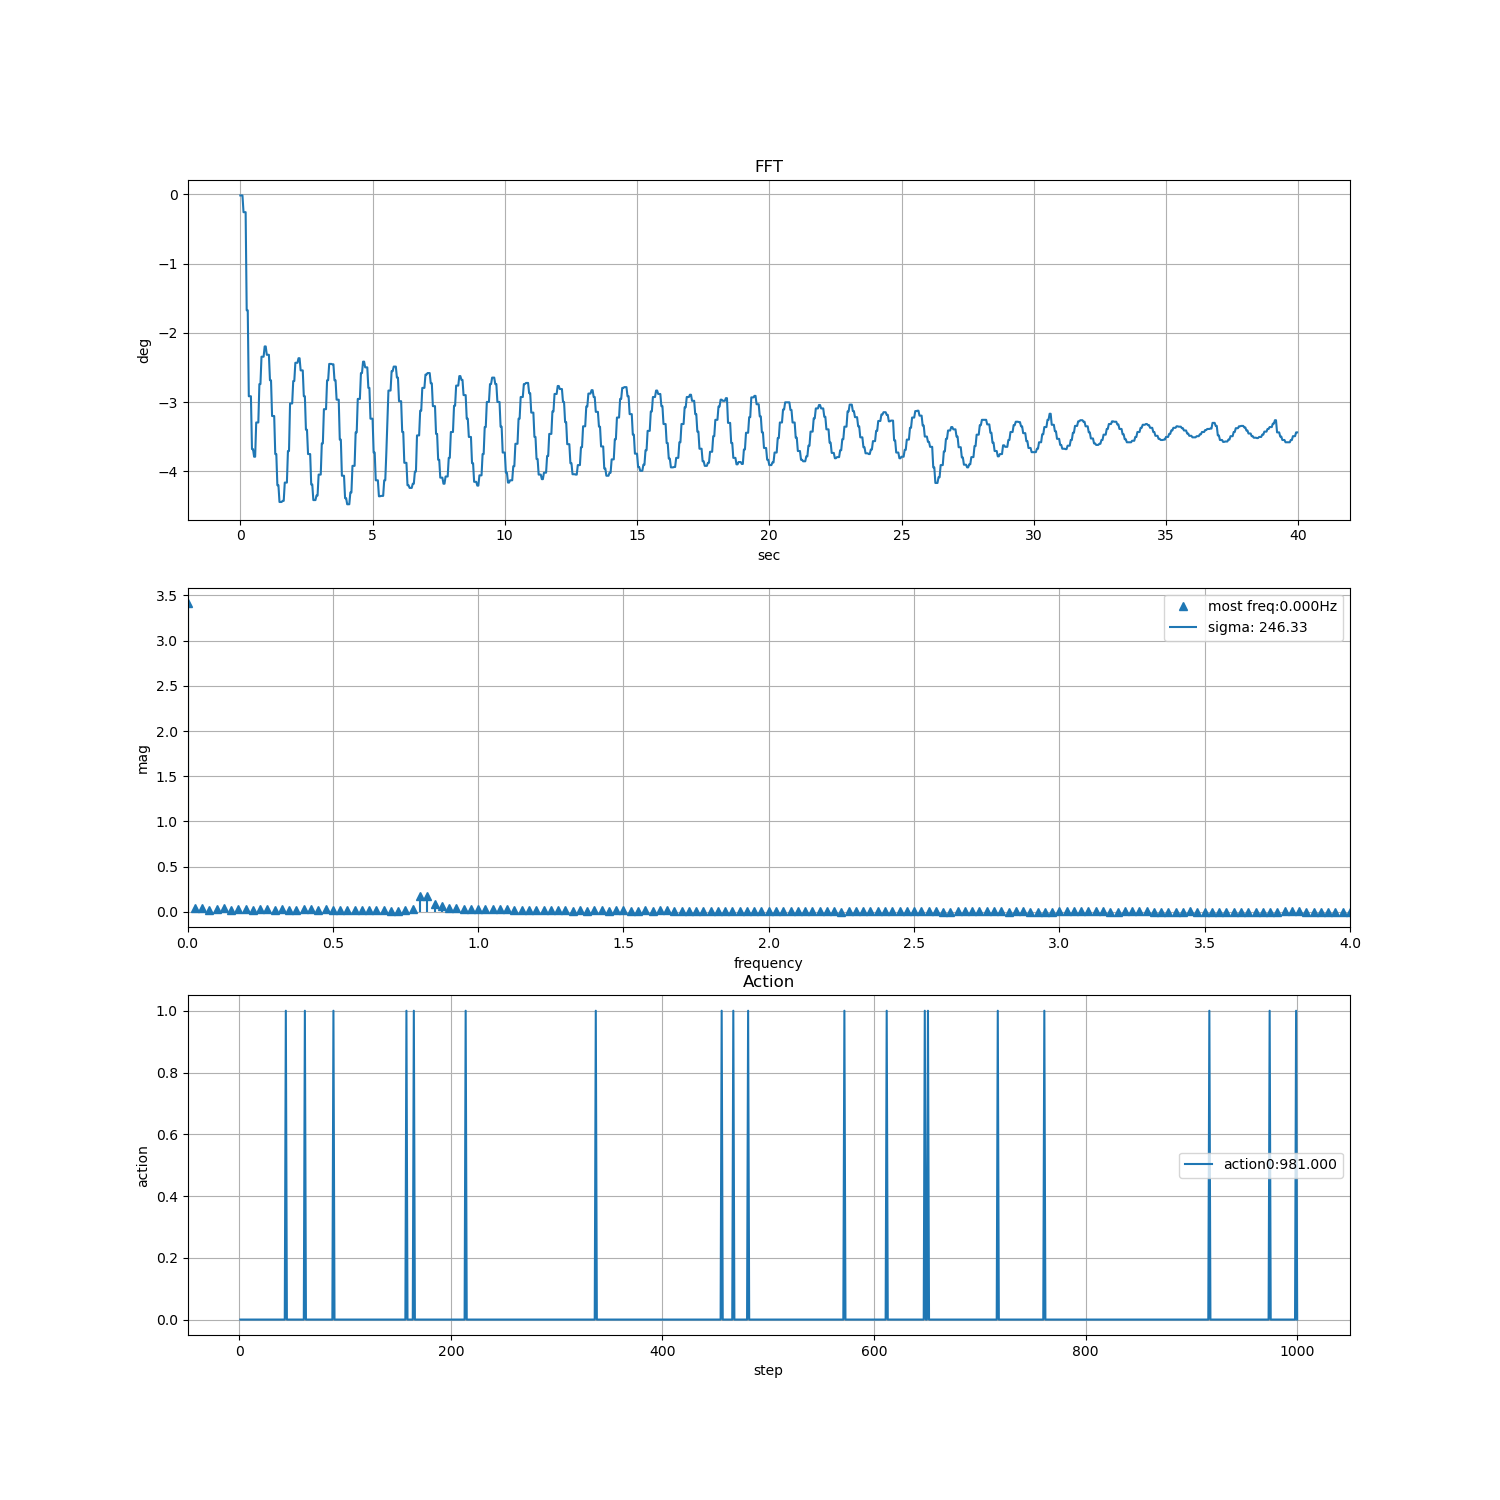 FFT
0
−1
−2
−3
−4
deg
0 5 10 15 20 25 30 35 40
sec
3.5
3.0
2.5
2.0
1.5
1.0
0.5
0.0
mag
most freq:0.000Hz
sigma: 246.33
0.0 0.5 1.0 1.5 2.0 2.5 3.0 3.5 4.0
frequency
Action
1.0
0.8
0.6
0.4
0.2
0.0
action
action0:981.000
0 200 400 600 800 1000
step